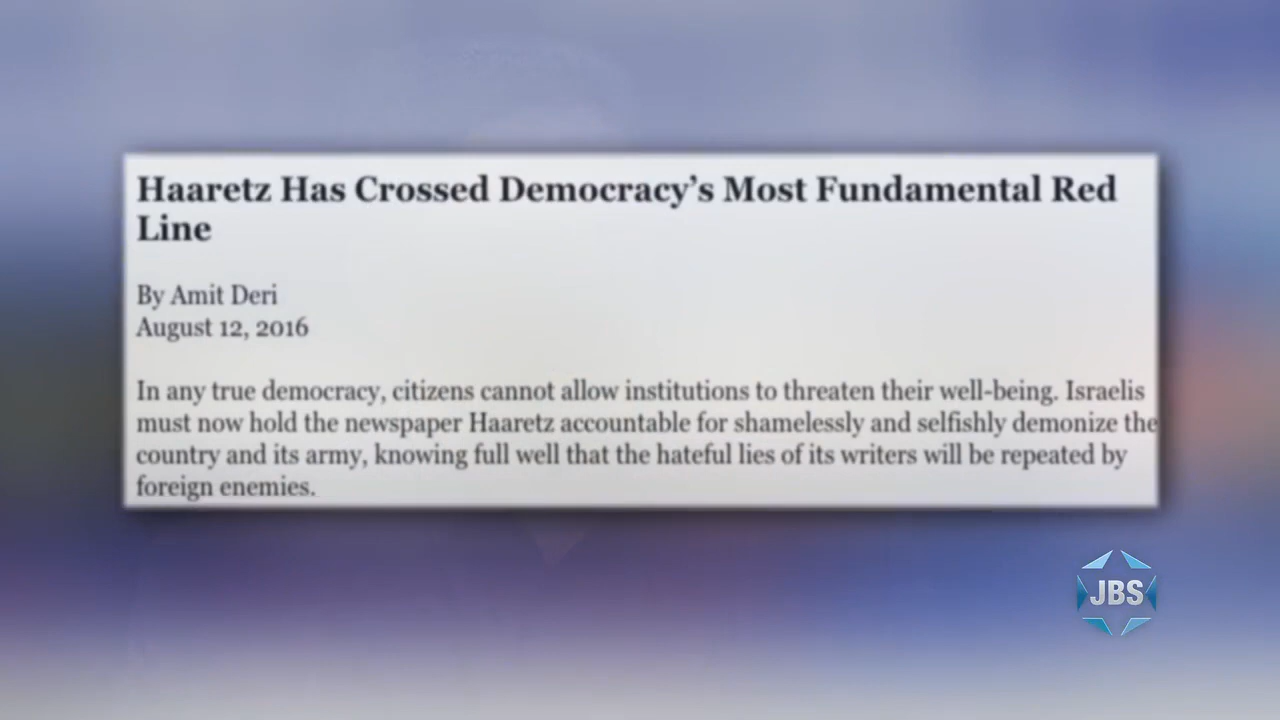 Haaretz Has Crossed Democracy’s Most Fundamental Red
Line
By Amit Deri
August 12, 2016
In any true democracy, citizens cannot allow institutions to threaten their well-being. Israelis
must now hold the newspaper Haaretz accountable for shamelessly and selfishly demonize the
country and its army, knowing full well that the hateful lies of its writers will be repeated by
foreign enemies.
JBS